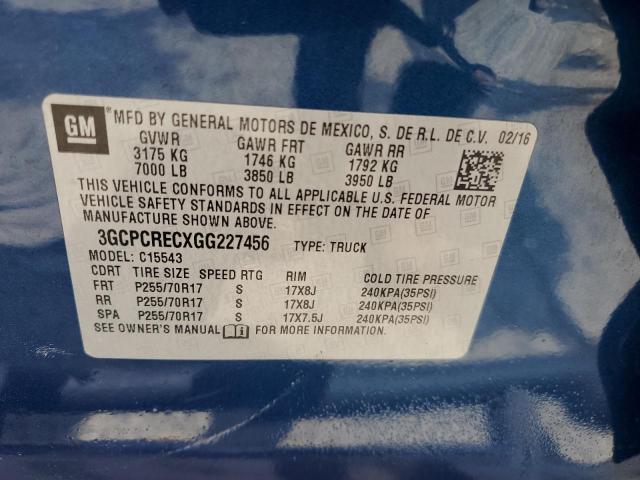 GM
MFD BY GENERAL MOTORS DE MEXICO, S. DE R.L. DE C.V. 02/16
GVWR GAWR FRT GAWR RR
3175 KG 1746 KG 1792 KG
7000 LB 3850 LB 3950 LB
THIS VEHICLE CONFORMS TO ALL APPLICABLE U.S. FEDERAL MOTOR
VEHICLE SAFETY STANDARDS IN EFFECT ON THE DATE OF
MANUFACTURE SHOWN ABOVE.
3GCPCRECXGG227456 TYPE: TRUCK
MODEL: C15543
CDRT TIRE SIZE SPEED RTG RIM COLD TIRE PRESSURE
FRT P255/70R17 S 17X8J 240KPA(35PSI)
RR P255/70R17 S 17X8J 240KPA(35PSI)
SPA P255/70R17 S 17X7.5J 240KPA(35PSI)
SEE OWNER'S MANUAL FOR MORE INFORMATION.